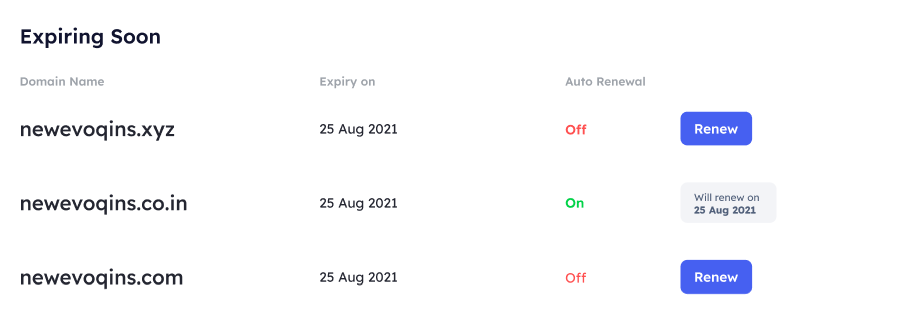 Expiring Soon
Domain Name Expiry on Auto Renewal
newevoqins.xyz 25 Aug 2021 Off Renew
newevoqins.co.in 25 Aug 2021 On Will renew on
25 Aug 2021
newevoqins.com 25 Aug 2021 Off Renew